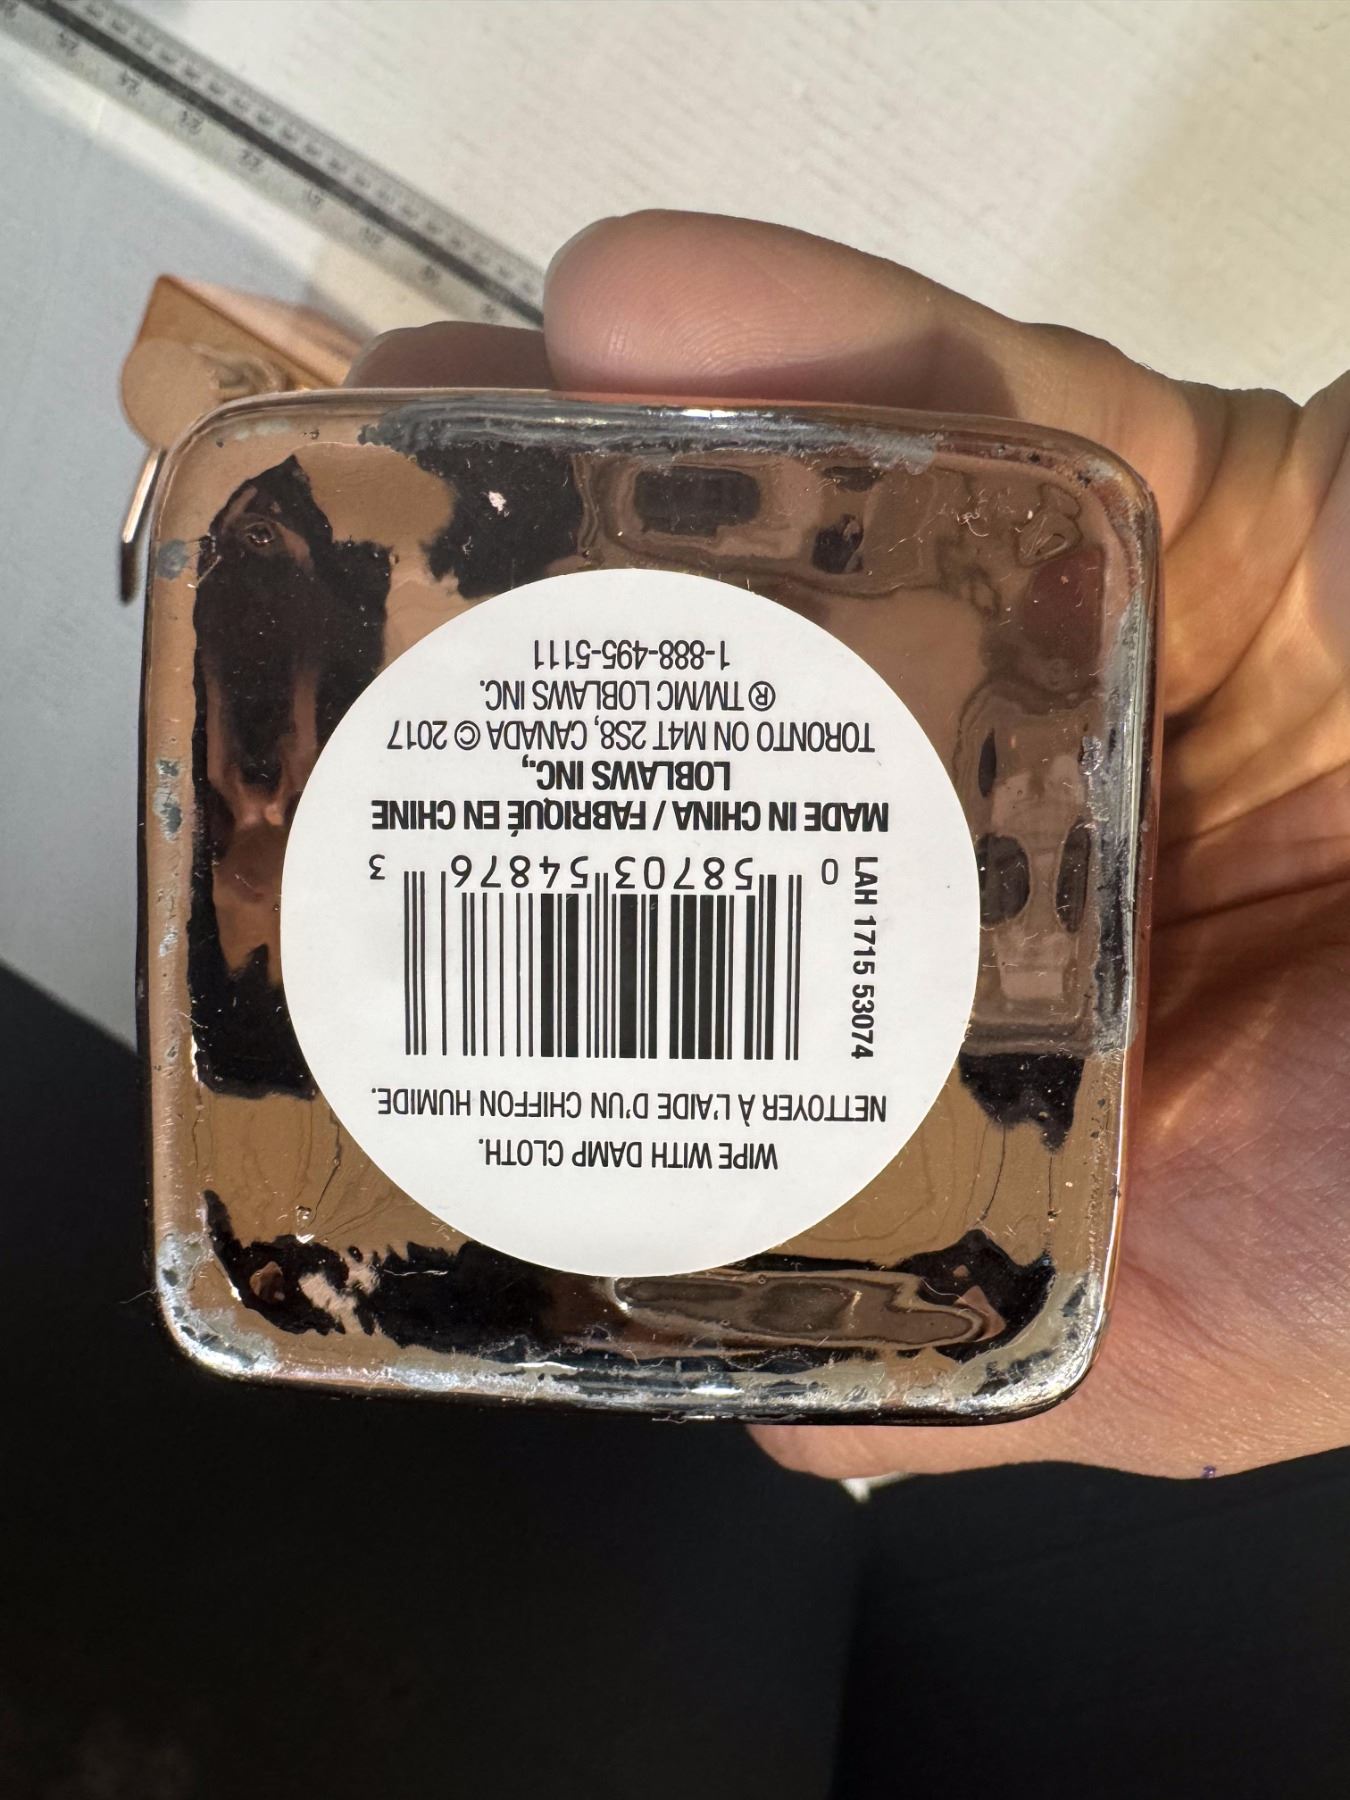 WIPE WITH DAMP CLOTH.
NETTOYER À L'AIDE D'UN CHIFFON HUMIDE.
LAH 1715 53074
0 58703 54876 3
MADE IN CHINA / FABRIQUÉ EN CHINE
LOBLAWS INC.,
TORONTO ON M4T 2S8, CANADA © 2017
® TM/MC LOBLAWS INC.
1-888-495-5111